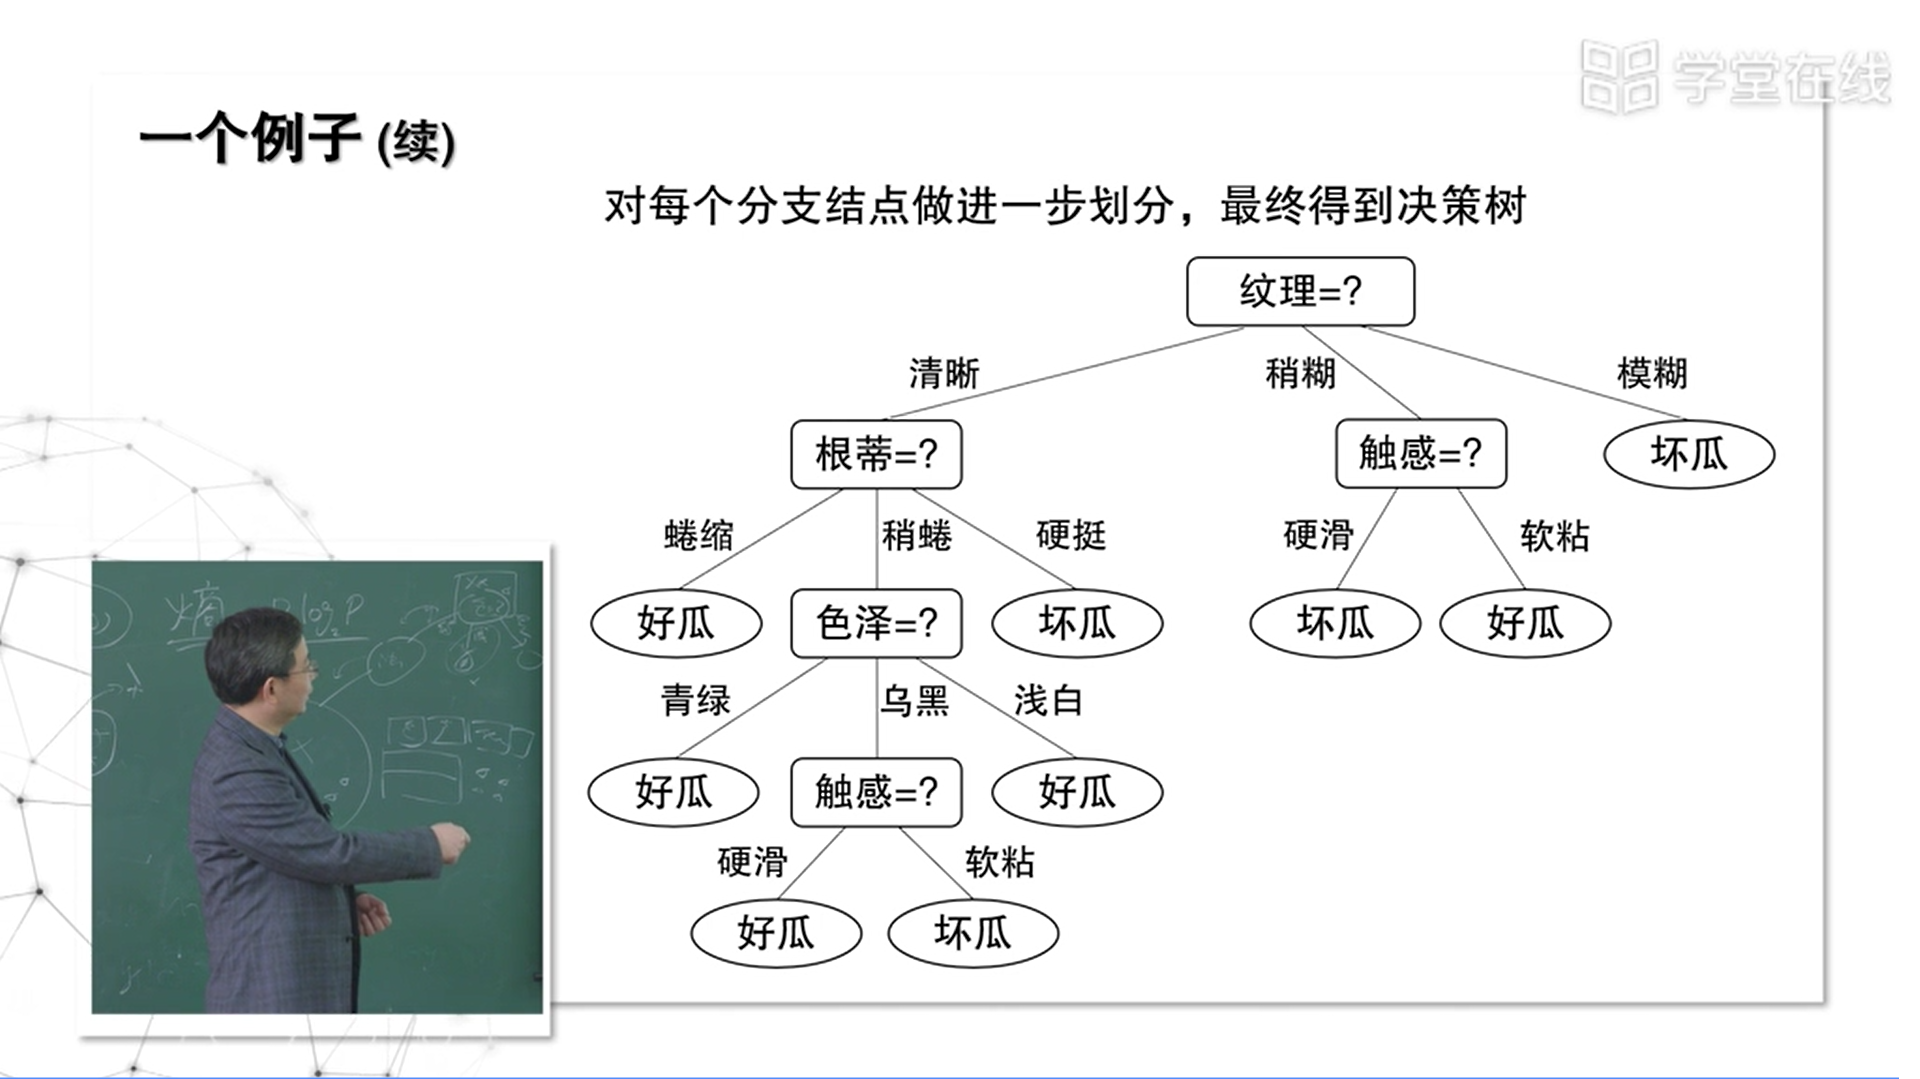 学堂在线
一个例子 (续)
对每个分支结点做进一步划分，最终得到决策树
纹理=?
清晰 稍糊 模糊
根蒂=? 触感=? 坏瓜
蜷缩 稍蜷 硬挺 硬滑 软粘
好瓜 色泽=? 坏瓜 坏瓜 好瓜
青绿 乌黑 浅白
好瓜 触感=? 好瓜
硬滑 软粘
好瓜 坏瓜
熵